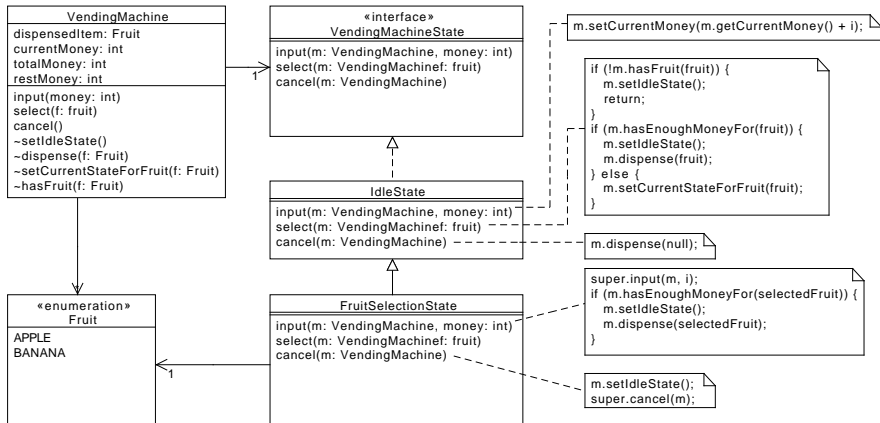 VendingMachine
dispensedItem: Fruit
currentMoney: int
totalMoney: int
restMoney: int
input(money: int)
select(f: fruit)
cancel()
~setIdleState()
~dispense(f: Fruit)
~setCurrentStateForFruit(f: Fruit)
~hasFruit(f: Fruit)
1
«interface»
VendingMachineState
input(m: VendingMachine, money: int)
select(m: VendingMachinef: fruit)
cancel(m: VendingMachine)
m.setCurrentMoney(m.getCurrentMoney() + i);
if (!m.hasFruit(fruit)) {
m.setIdleState();
return;
}
if (m.hasEnoughMoneyFor(fruit)) {
m.setIdleState();
m.dispense(fruit);
} else {
m.setCurrentStateForFruit(fruit);
}
IdleState
input(m: VendingMachine, money: int)
select(m: VendingMachinef: fruit)
cancel(m: VendingMachine)
m.dispense(null);
1
«enumeration»
Fruit
APPLE
BANANA
1
FruitSelectionState
input(m: VendingMachine, money: int)
select(m: VendingMachinef: fruit)
cancel(m: VendingMachine)
super.input(m, i);
if (m.hasEnoughMoneyFor(selectedFruit)) {
m.setIdleState();
m.dispense(selectedFruit);
}
m.setIdleState();
super.cancel(m);